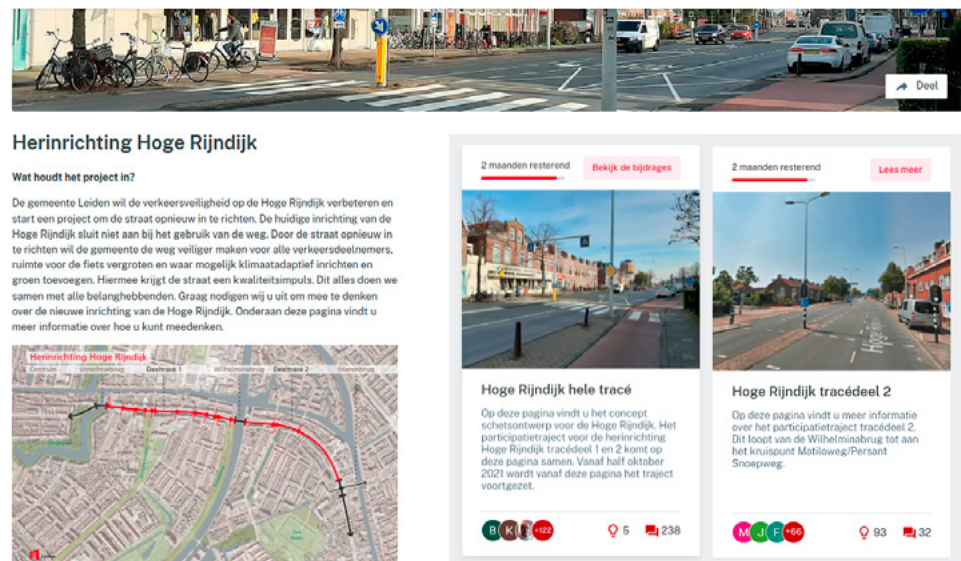 Deel
Herinrichting Hoge Rijndijk
Wat houdt het project in?
De gemeente Leiden wil de verkeersveiligheid op de Hoge Rijndijk verbeteren en
start een project om de straat opnieuw in te richten. De huidige inrichting van de
Hoge Rijndijk sluit niet aan bij het gebruik van de weg. Door de straat opnieuw in
te richten wil de gemeente de weg veiliger maken voor alle verkeersdeelnemers,
ruimte voor de fiets vergroten en waar mogelijk klimaatadaptief inrichten en
groen toevoegen. Hiermee krijgt de straat een kwaliteitsimpuls. Dit alles doen we
samen met alle belanghebbenden. Graag nodigen wij u uit om mee te denken
over de nieuwe inrichting van de Hoge Rijndijk. Onderaan deze pagina vindt u
meer informatie over hoe u kunt meedenken.
Herinrichting Hoge Rijndijk
Centrum Utrechtsebrug Deeltracé 1 Wilhelminabrug Deeltracé 2
2 maanden resterend
Bekijk de bijdrages
Hoge Rijndijk hele tracé
Op deze pagina vindt u het concept
schetsontwerp voor de Hoge Rijndijk. Het
participatietraject voor de herinrichting
Hoge Rijndijk tracédeel 1 en 2 komt op
deze pagina samen. Vanaf half oktober
2021 wordt vanaf deze pagina het traject
voortgezet.
B K +122 5 238
2 maanden resterend
Lees meer
Hoge Rijndijk
Hoge Rijndijk tracédeel 2
Op deze pagina vindt u meer informatie
over het participatietraject tracédeel 2.
Dit loopt van de Wilhelminabrug tot aan
het kruispunt Matiloweg/Persant
Snoepweg.
M J F +66 93 32